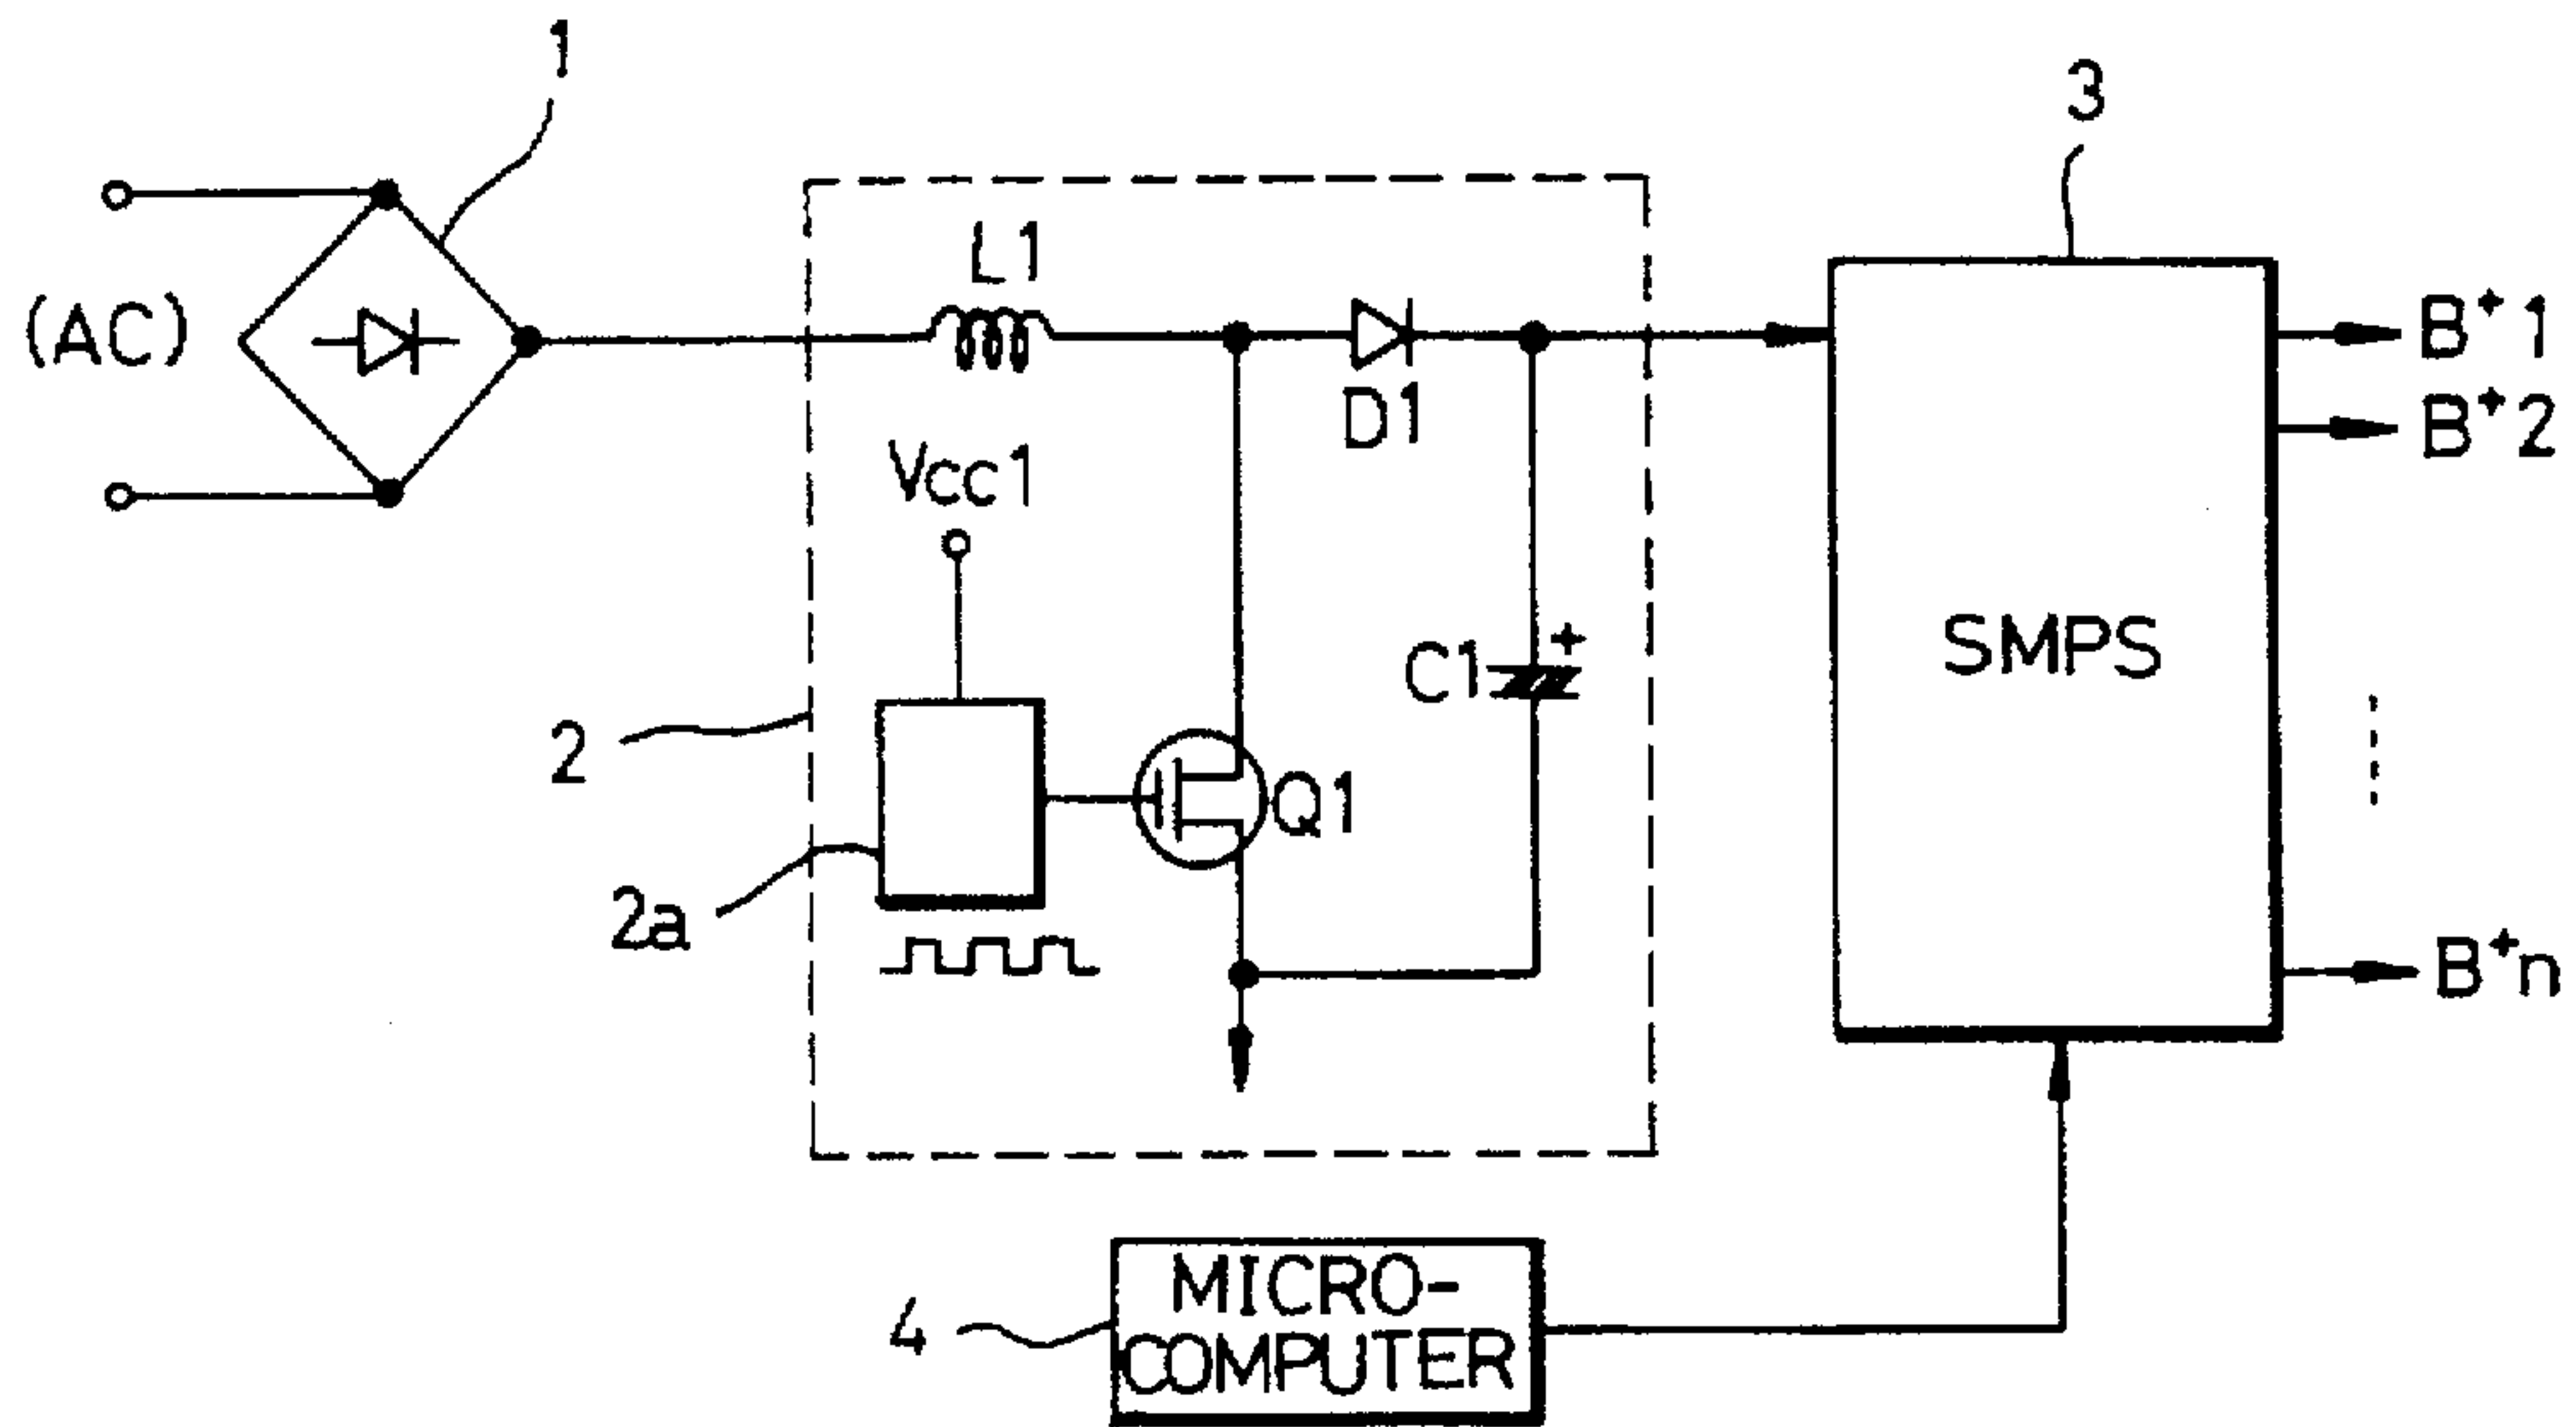 1
3
(AC)
L1
D1
B+1
B+2
Vcc1
C1
+
SMPS
2
Q1
2a
B+n
4
MICRO-
COMPUTER